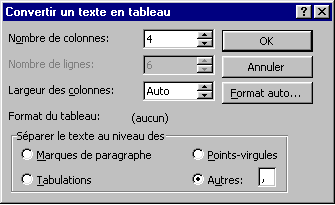 Convertir un texte en tableau
Nombre de colonnes: 4 OK
Nombre de lignes: 6 Annuler
Largeur des colonnes: Auto Format auto...
Format du tableau: (aucun)
Séparer le texte au niveau des
Marques de paragraphe Points-virgules
Tabulations Autres: ,